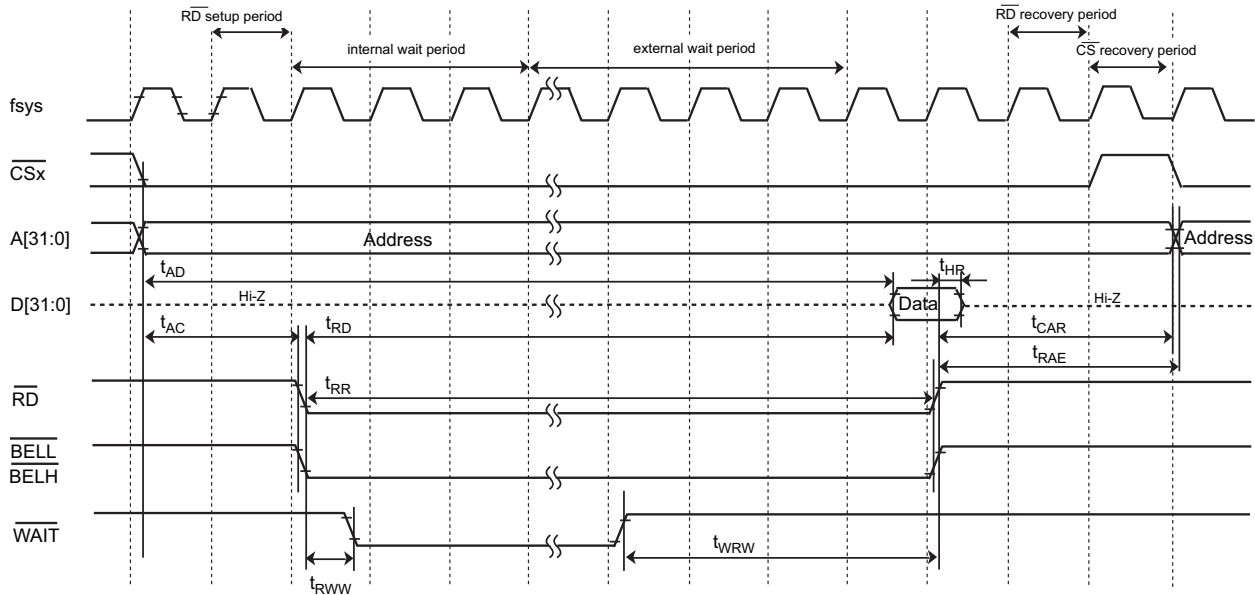 RD setup period
RD recovery period
internal wait period
external wait period
CS recovery period
fsys
CSx
A[31:0]
Address
Address
tAD
tHR
D[31:0]
Hi-Z
Data
Hi-Z
tAC
tRD
tCAR
tRAE
RD
tRR
BELL
BELH
WAIT
tWRW
tRWW